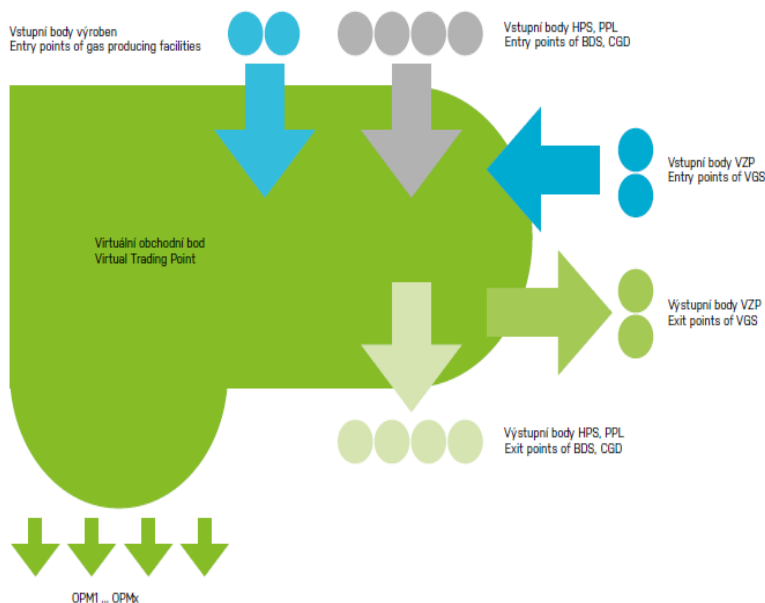 Vstupní body výroben
Entry points of gas producing facilities
Vstupní body HPS, PPL
Entry points of BDS, CGD
Vstupní body VZP
Entry points of VGS
Virtuální obchodní bod
Virtual Trading Point
Výstupní body VZP
Exit points of VGS
Výstupní body HPS, PPL
Exit points of BDS, CGD
OPM1 ... OPMx